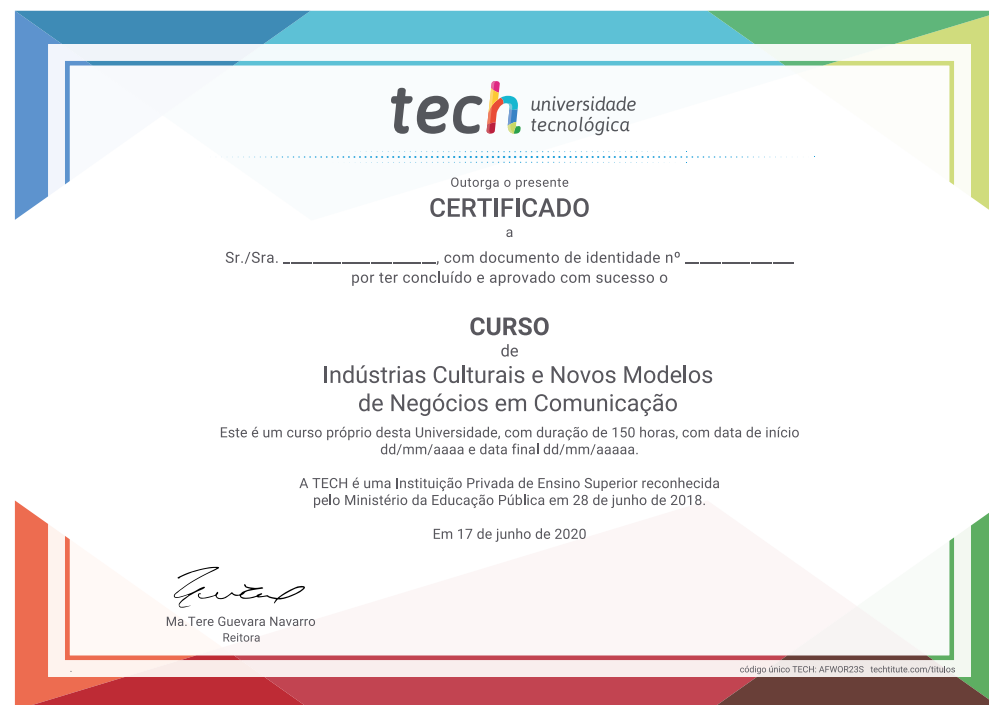 tech universidade
tecnológica
Outorga o presente
CERTIFICADO
a
Sr./Sra. ________________, com documento de identidade nº ___________
por ter concluído e aprovado com sucesso o
CURSO
de
Indústrias Culturais e Novos Modelos
de Negócios em Comunicação
Este é um curso próprio desta Universidade, com duração de 150 horas, com data de início
dd/mm/aaaa e data final dd/mm/aaaaa.
A TECH é uma Instituição Privada de Ensino Superior reconhecida
pelo Ministério da Educação Pública em 28 de junho de 2018.
Em 17 de junho de 2020
Ma.Tere Guevara Navarro
Reitora
código único TECH: AFWOR23S techtitute.com/titulos